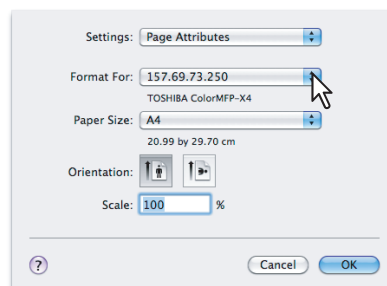 Settings: Page Attributes
Format For: 157.69.73.250
TOSHIBA ColorMFP-X4
Paper Size: A4
20.99 by 29.70 cm
Orientation:
Scale: 100 %
? Cancel OK